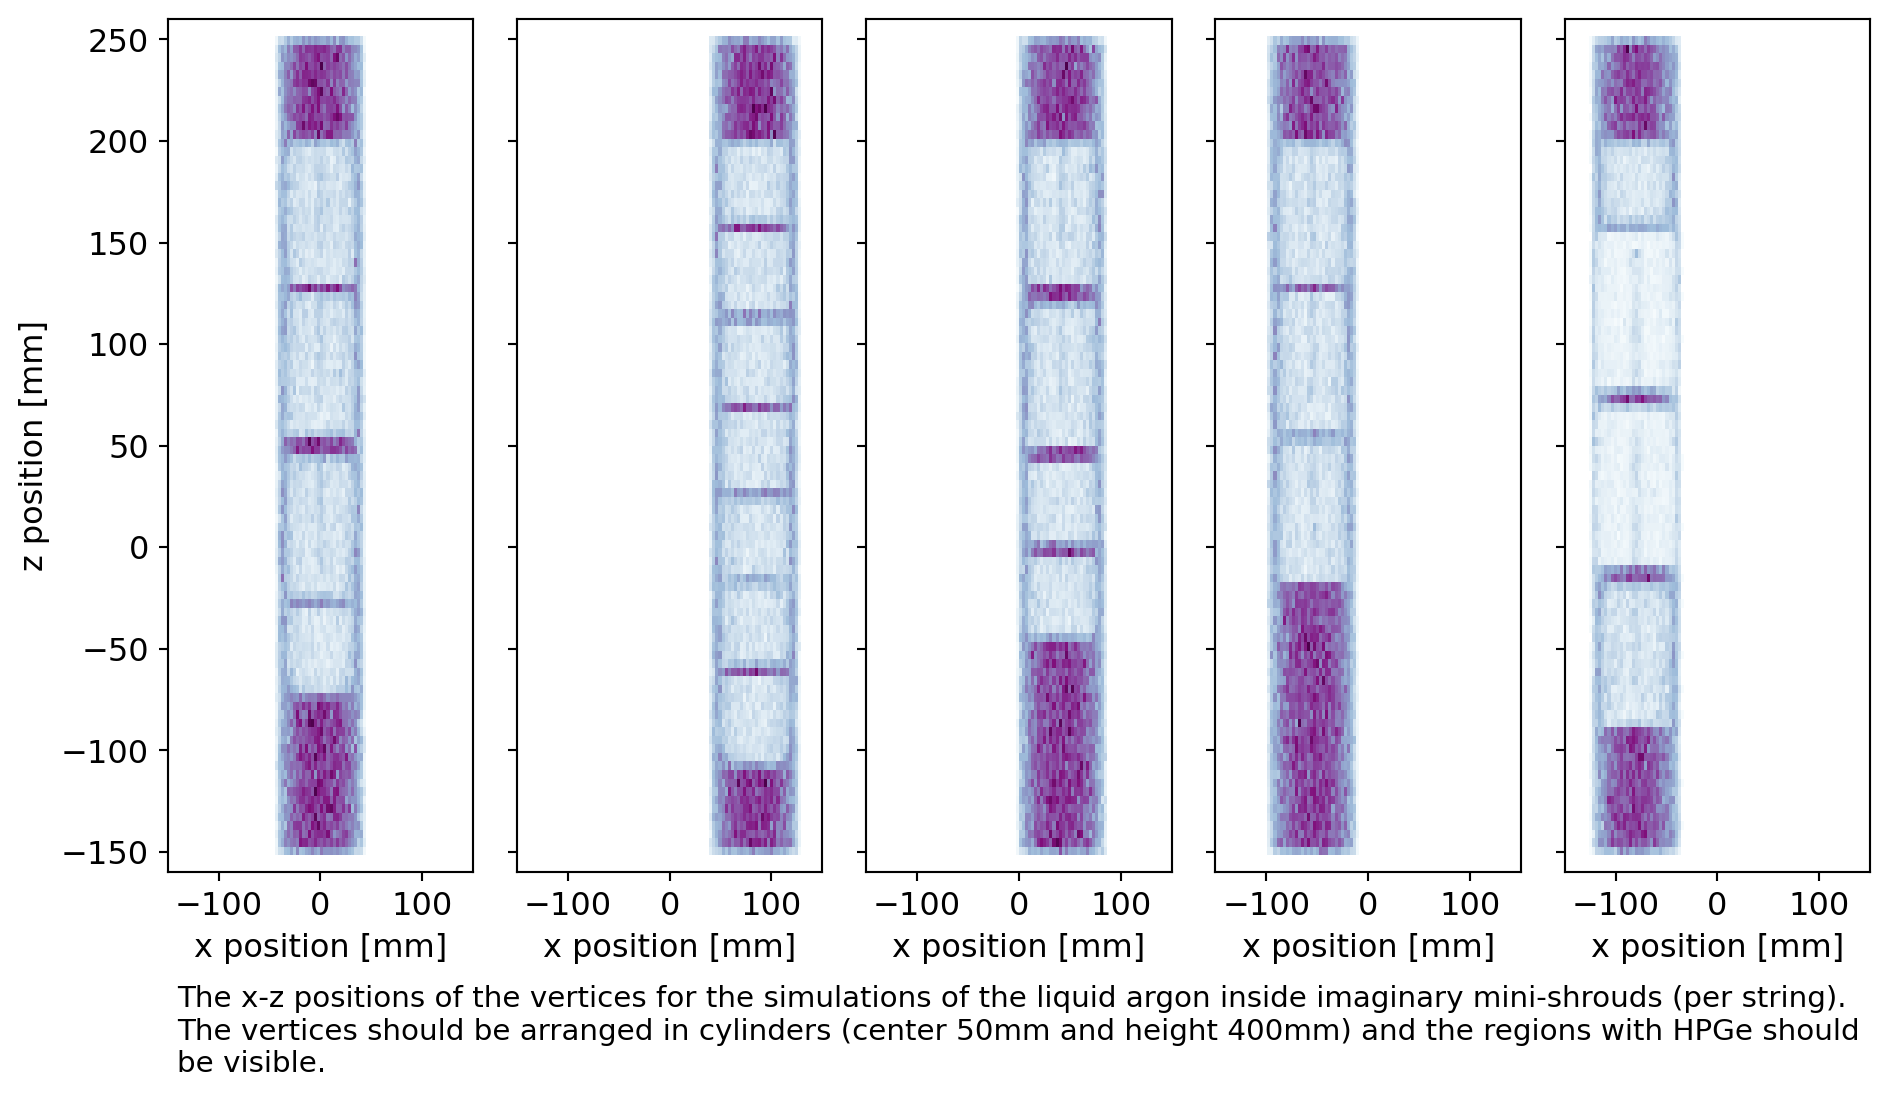 250
200
150
100
50
0
−50
−100
−150
z position [mm]
−100 0 100 −100 0 100 −100 0 100 −100 0 100 −100 0 100
x position [mm] x position [mm] x position [mm] x position [mm] x position [mm]
The x-z positions of the vertices for the simulations of the liquid argon inside imaginary mini-shrouds (per string).
The vertices should be arranged in cylinders (center 50mm and height 400mm) and the regions with HPGe should
be visible.